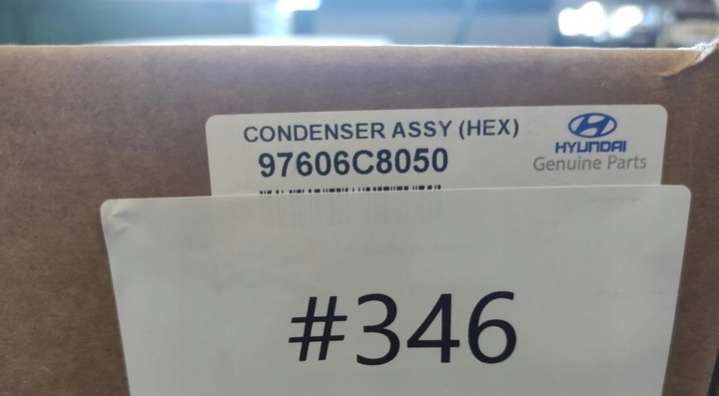 CONDENSER ASSY (HEX)
97606C8050
HYUNDAI
Genuine Parts
#346